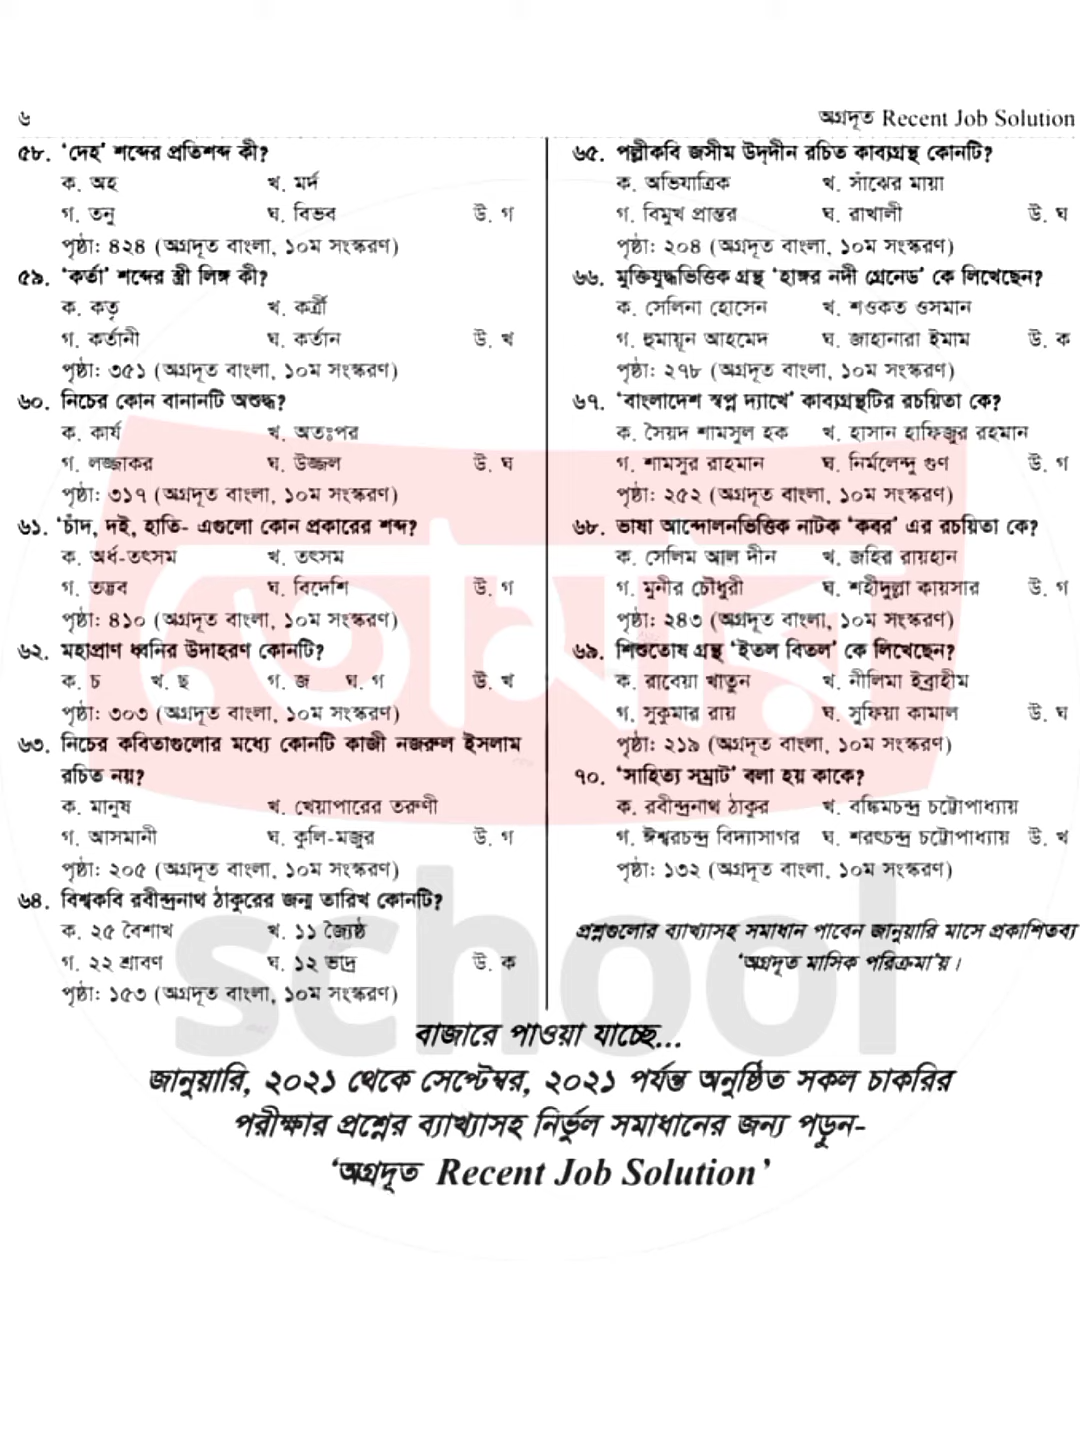 ৬
অগ্রদূত Recent Job Solution
৫৮. ‘দেহ’ শব্দের প্রতিশব্দ কী?
ক. অহ খ. মর্দ
গ. তনু ঘ. বিভব উ. গ
পৃষ্ঠা: ৪২৪ (অগ্রদূত বাংলা, ১০ম সংস্করণ)
৫৯. ‘কর্তা’ শব্দের স্ত্রী লিঙ্গ কী?
ক. কতৃ খ. কর্ত্রী
গ. কর্তানী ঘ. কর্তান উ. খ
পৃষ্ঠা: ৩৫১ (অগ্রদূত বাংলা, ১০ম সংস্করণ)
৬০. নিচের কোন বানানটি অশুদ্ধ?
ক. কার্য খ. অতঃপর
গ. লজ্জাকর ঘ. উজ্জল উ. ঘ
পৃষ্ঠা: ৩১৭ (অগ্রদূত বাংলা, ১০ম সংস্করণ)
৬১. ‘চাঁদ, দই, হাতি- এগুলো কোন প্রকারের শব্দ?
ক. অর্ধ-তৎসম খ. তৎসম
গ. তদ্ভব ঘ. বিদেশি উ. গ
পৃষ্ঠা: ৪১০ (অগ্রদূত বাংলা, ১০ম সংস্করণ)
৬২. মহাপ্রাণ ধ্বনির উদাহরণ কোনটি?
ক. চ খ. ছ গ. জ ঘ. গ উ. খ
পৃষ্ঠা: ৩০৩ (অগ্রদূত বাংলা, ১০ম সংস্করণ)
৬৩. নিচের কবিতাগুলোর মধ্যে কোনটি কাজী নজরুল ইসলাম
রচিত নয়?
ক. মানুষ খ. খেয়াপারের তরুণী
গ. আসমানী ঘ. কুলি-মজুর উ. গ
পৃষ্ঠা: ২০৫ (অগ্রদূত বাংলা, ১০ম সংস্করণ)
৬৪. বিশ্বকবি রবীন্দ্রনাথ ঠাকুরের জন্ম তারিখ কোনটি?
ক. ২৫ বৈশাখ খ. ১১ জ্যৈষ্ঠ
গ. ২২ শ্রাবণ ঘ. ১২ ভাদ্র উ. ক
পৃষ্ঠা: ১৫৩ (অগ্রদূত বাংলা, ১০ম সংস্করণ)
৬৫. পল্লীকবি জসীম উদ্‌দীন রচিত কাব্যগ্রন্থ কোনটি?
ক. অভিযাত্রিক খ. সাঁঝের মায়া
গ. বিমুখ প্রান্তর ঘ. রাখালী উ. ঘ
পৃষ্ঠা: ২০৪ (অগ্রদূত বাংলা, ১০ম সংস্করণ)
৬৬. মুক্তিযুদ্ধভিত্তিক গ্রন্থ ‘হাঙ্গর নদী গ্রেনেড’ কে লিখেছেন?
ক. সেলিনা হোসেন খ. শওকত ওসমান
গ. হুমায়ূন আহমেদ ঘ. জাহানারা ইমাম উ. ক
পৃষ্ঠা: ২৭৮ (অগ্রদূত বাংলা, ১০ম সংস্করণ)
৬৭. ‘বাংলাদেশ স্বপ্ন দ্যাখে’ কাব্যগ্রন্থটির রচয়িতা কে?
ক. সৈয়দ শামসুল হক খ. হাসান হাফিজুর রহমান
গ. শামসুর রাহমান ঘ. নির্মলেন্দু গুণ উ. গ
পৃষ্ঠা: ২৫২ (অগ্রদূত বাংলা, ১০ম সংস্করণ)
৬৮. ভাষা আন্দোলনভিত্তিক নাটক ‘কবর’ এর রচয়িতা কে?
ক. সেলিম আল দীন খ. জহির রায়হান
গ. মুনীর চৌধুরী ঘ. শহীদুল্লা কায়সার উ. গ
পৃষ্ঠা: ২৪৩ (অগ্রদূত বাংলা, ১০ম সংস্করণ)
৬৯. শিশুতোষ গ্রন্থ ‘ইতল বিতল’ কে লিখেছেন?
ক. রাবেয়া খাতুন খ. নীলিমা ইব্রাহীম
গ. সুকুমার রায় ঘ. সুফিয়া কামাল উ. ঘ
পৃষ্ঠা: ২১৯ (অগ্রদূত বাংলা, ১০ম সংস্করণ)
৭০. ‘সাহিত্য সম্রাট’ বলা হয় কাকে?
ক. রবীন্দ্রনাথ ঠাকুর খ. বঙ্কিমচন্দ্র চট্টোপাধ্যায়
গ. ঈশ্বরচন্দ্র বিদ্যাসাগর ঘ. শরৎচন্দ্র চট্টোপাধ্যায় উ. খ
পৃষ্ঠা: ১৩২ (অগ্রদূত বাংলা, ১০ম সংস্করণ)
প্রশ্নগুলোর ব্যাখ্যাসহ সমাধান পাবেন জানুয়ারি মাসে প্রকাশিতব্য
‘অগ্রদূত মাসিক পরিক্রমা’য়।
বাজারে পাওয়া যাচ্ছে...
জানুয়ারি, ২০২১ থেকে সেপ্টেম্বর, ২০২১ পর্যন্ত অনুষ্ঠিত সকল চাকরির
পরীক্ষার প্রশ্নের ব্যাখ্যাসহ নির্ভুল সমাধানের জন্য পড়ুন-
‘অগ্রদূত Recent Job Solution’
তোমার
school